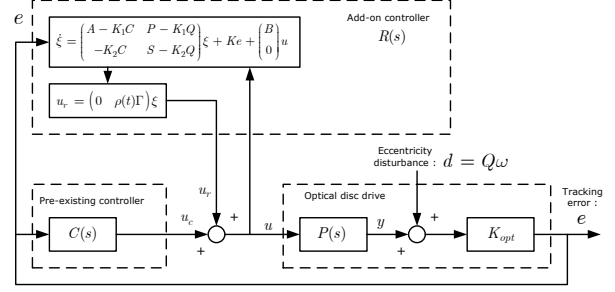 e
Add-on controller
R(s)
ξ̇ = (A − K₁C  P − K₁Q
−K₂C  S − K₂Q) ξ + Ke + (B
0) u
u_r = (0  ρ(t)Γ) ξ
Eccentricity
disturbance : d = Qω
Tracking
error :
e
Pre-existing controller
u_r
Optical disc drive
C(s)
u_c
+
+
u
P(s)
y
+
+
K_opt